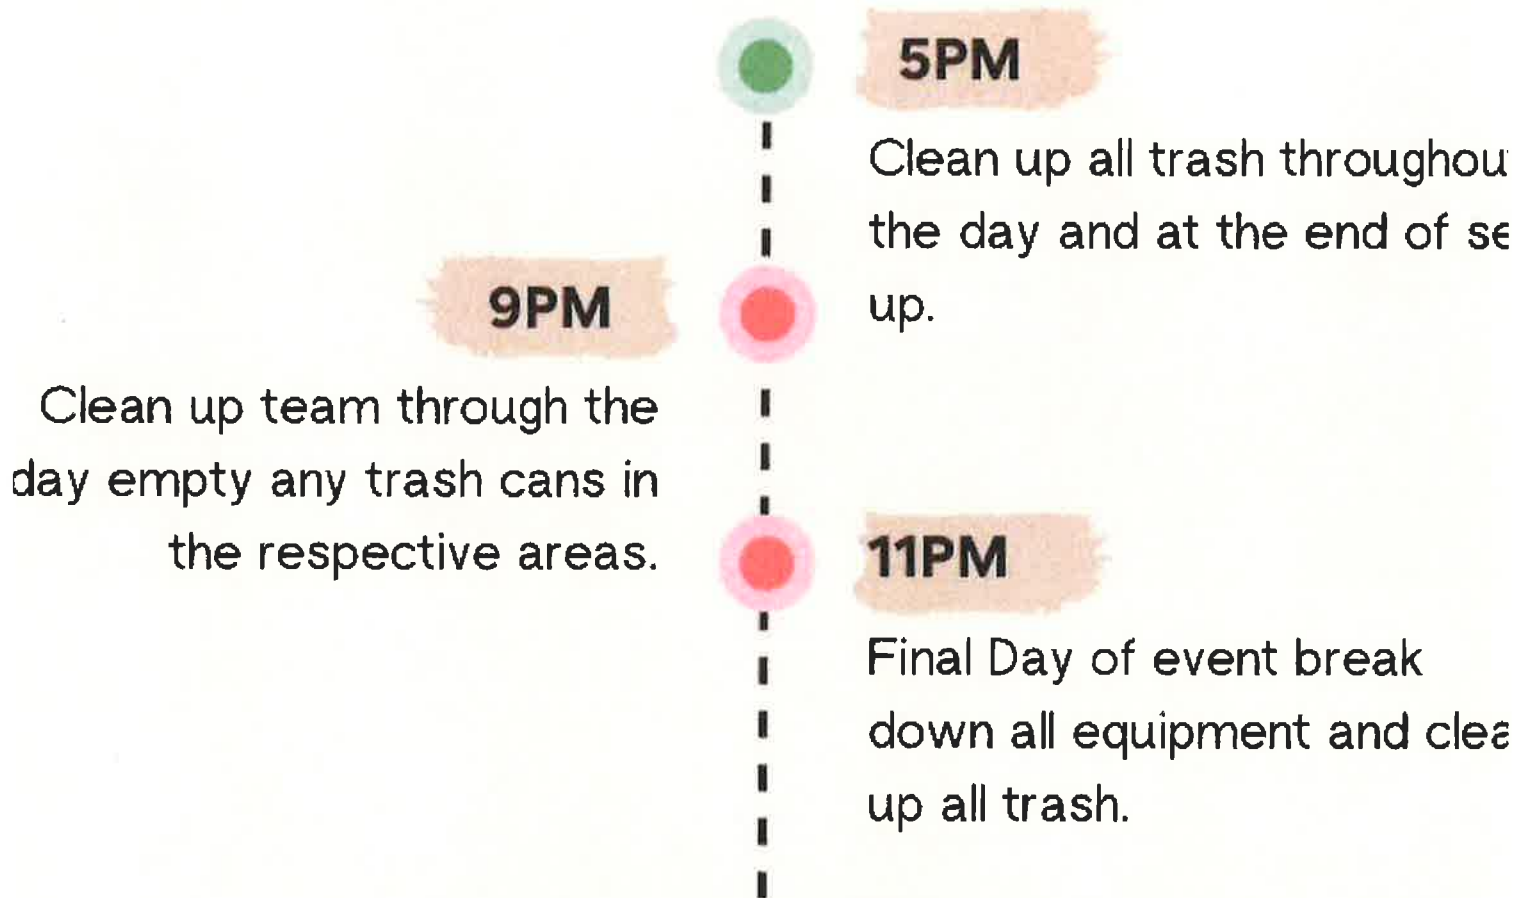 5PM
Clean up all trash throughou
the day and at the end of se
up.
9PM
Clean up team through the
day empty any trash cans in
the respective areas.
11PM
Final Day of event break
down all equipment and clea
up all trash.